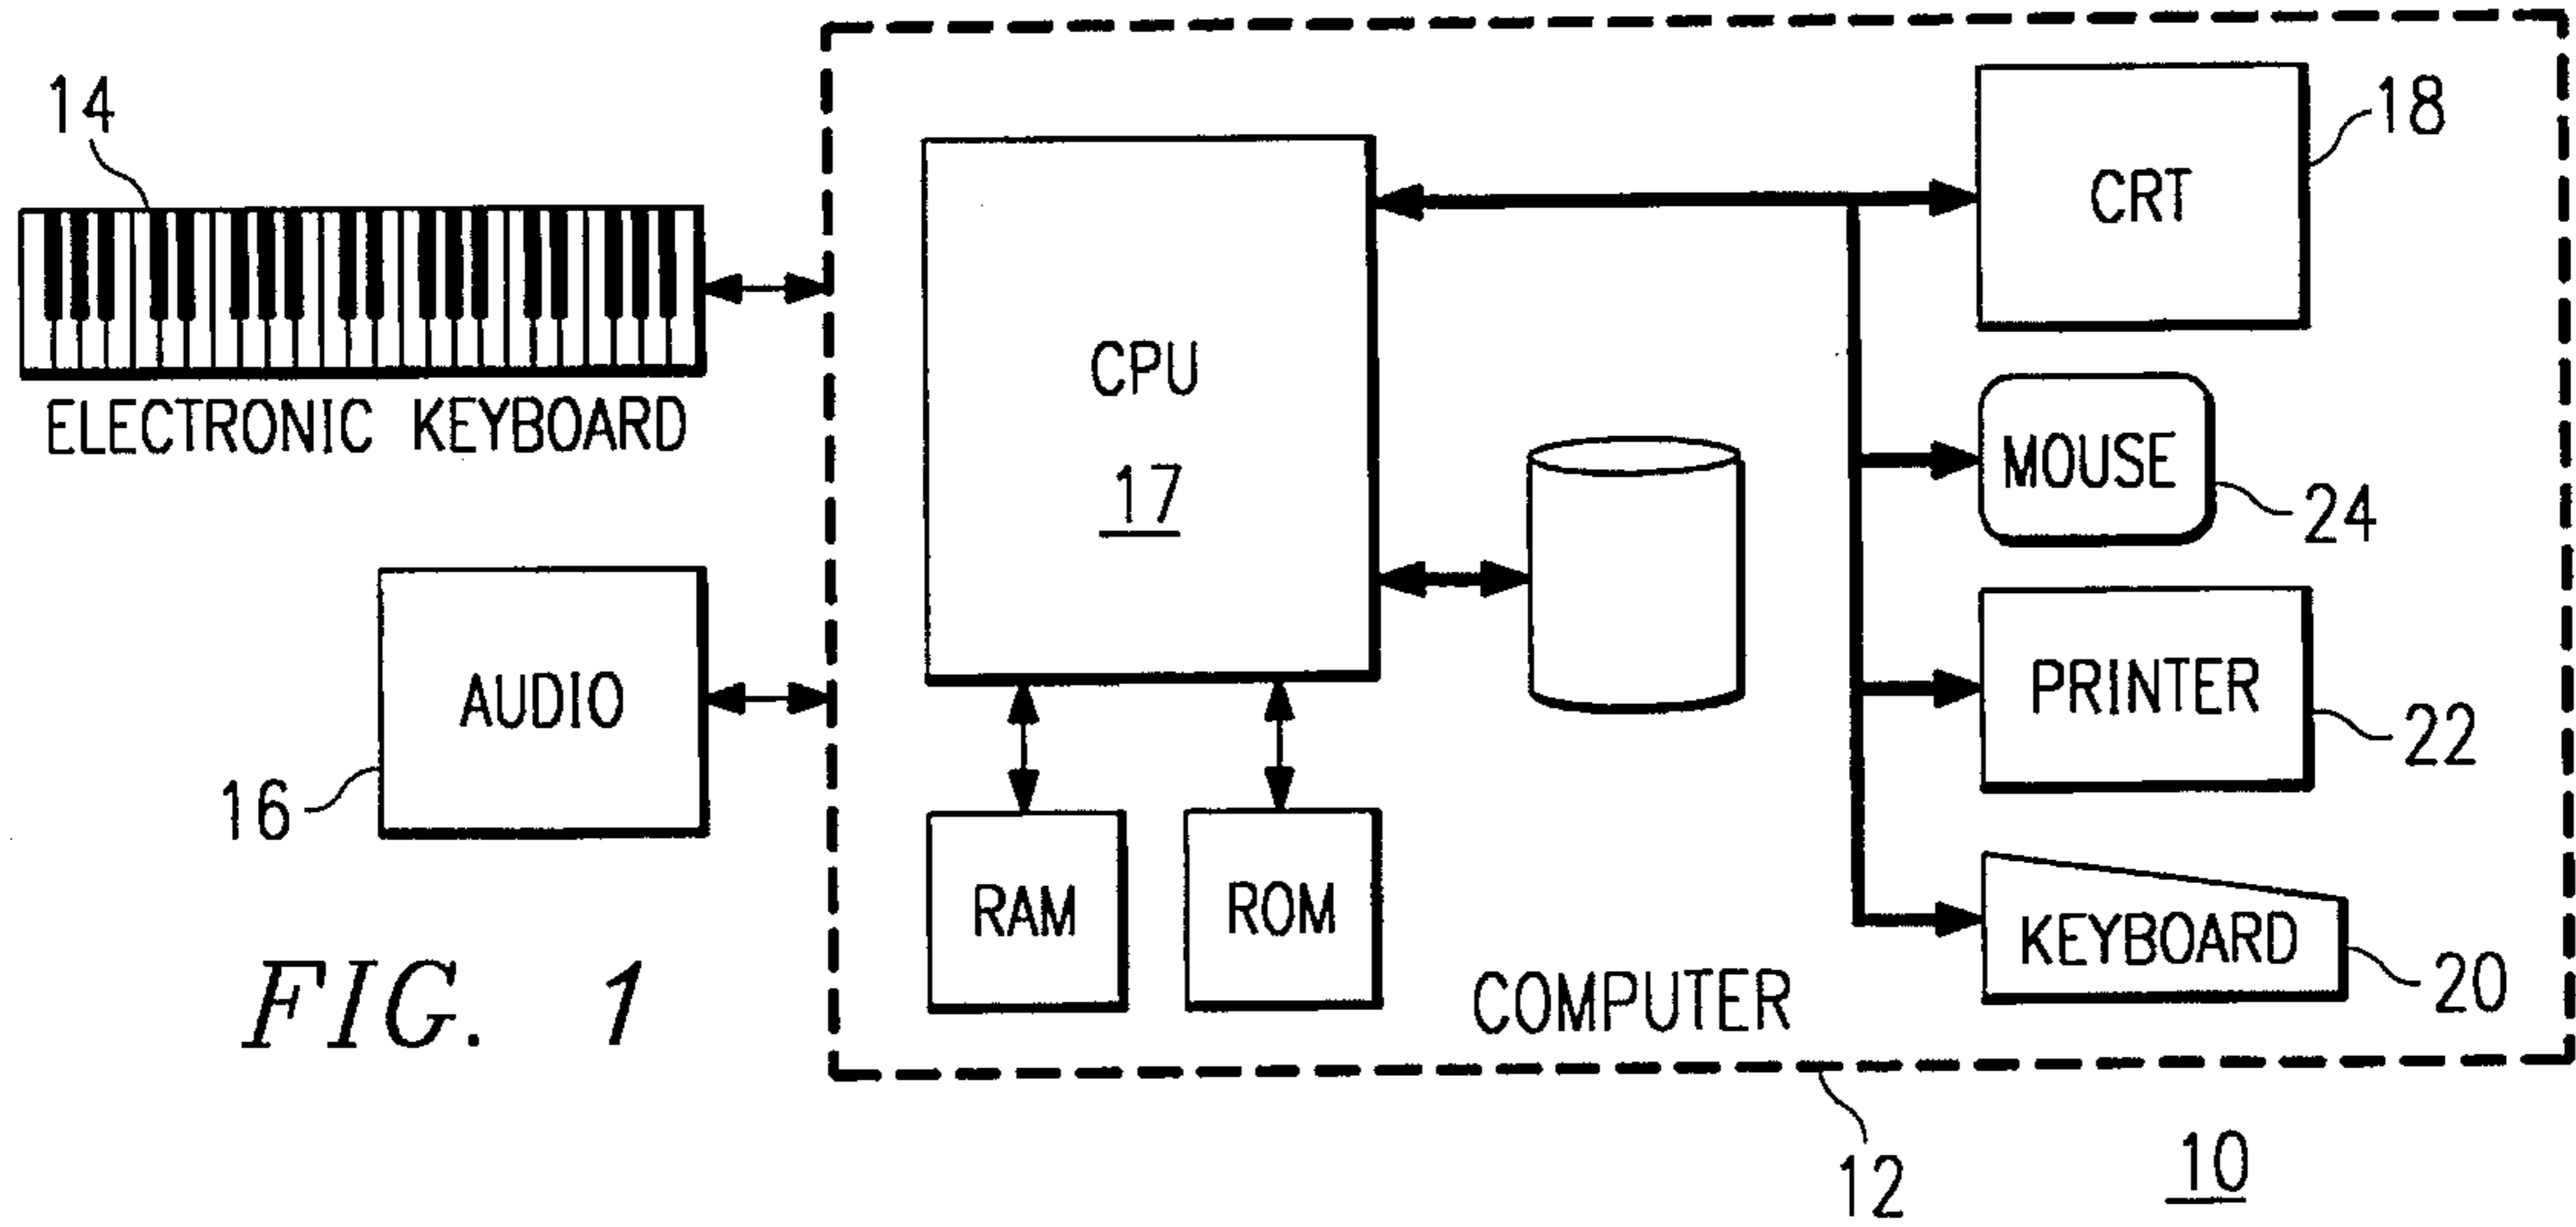 14
ELECTRONIC KEYBOARD
AUDIO
16
FIG. 1
CPU
17
RAM
ROM
COMPUTER
CRT
18
MOUSE
24
PRINTER
22
KEYBOARD
20
12
10